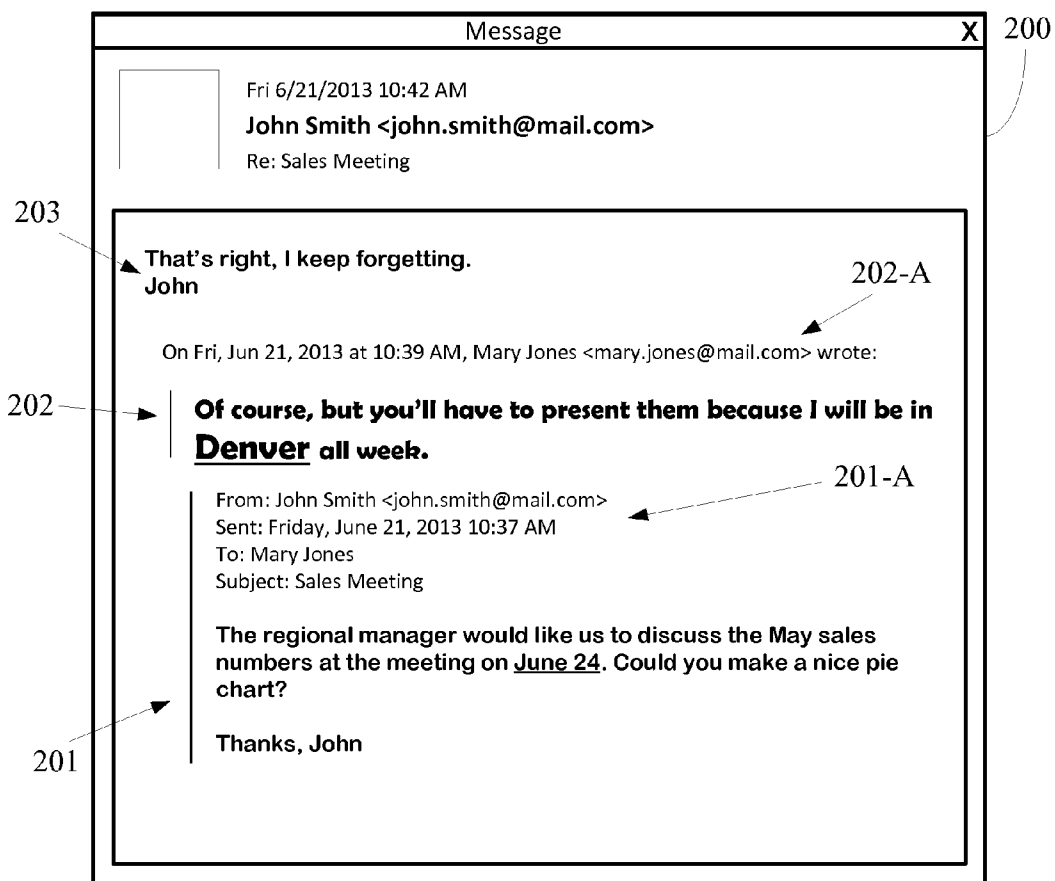 Message X 200
Fri 6/21/2013 10:42 AM
John Smith <john.smith@mail.com>
Re: Sales Meeting
203
That's right, I keep forgetting.
John
202-A
On Fri, Jun 21, 2013 at 10:39 AM, Mary Jones <mary.jones@mail.com> wrote:
202
Of course, but you'll have to present them because I will be in
Denver all week.
201-A
From: John Smith <john.smith@mail.com>
Sent: Friday, June 21, 2013 10:37 AM
To: Mary Jones
Subject: Sales Meeting
The regional manager would like us to discuss the May sales
numbers at the meeting on June 24. Could you make a nice pie
chart?
Thanks, John
201